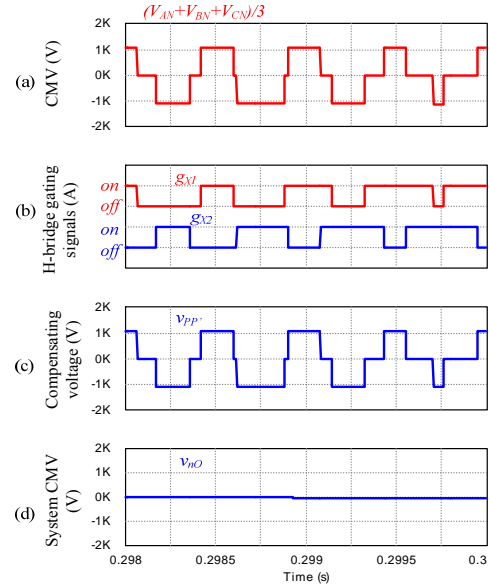 (V_AN+V_BN+V_CN)/3
2K
1K
0K
-1K
-2K
CMV (V)
(a)
on
off
on
off
g_X1
g_X2
H-bridge gating
signals (A)
(b)
2K
1K
0K
-1K
-2K
v_PP'
Compensating
voltage (V)
(c)
2K
1K
0K
-1K
-2K
v_nO
System CMV
(V)
(d)
0.298 0.2985 0.299 0.2995 0.3
Time (s)